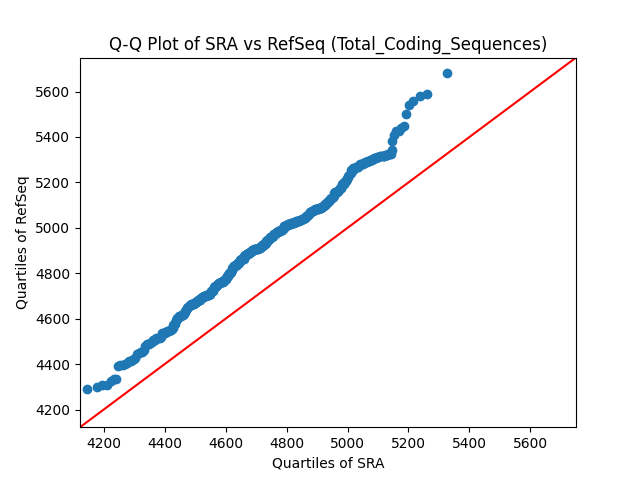 Q-Q Plot of SRA vs RefSeq (Total_Coding_Sequences)
Quartiles of RefSeq
5600
5400
5200
5000
4800
4600
4400
4200
4200 4400 4600 4800 5000 5200 5400 5600
Quartiles of SRA